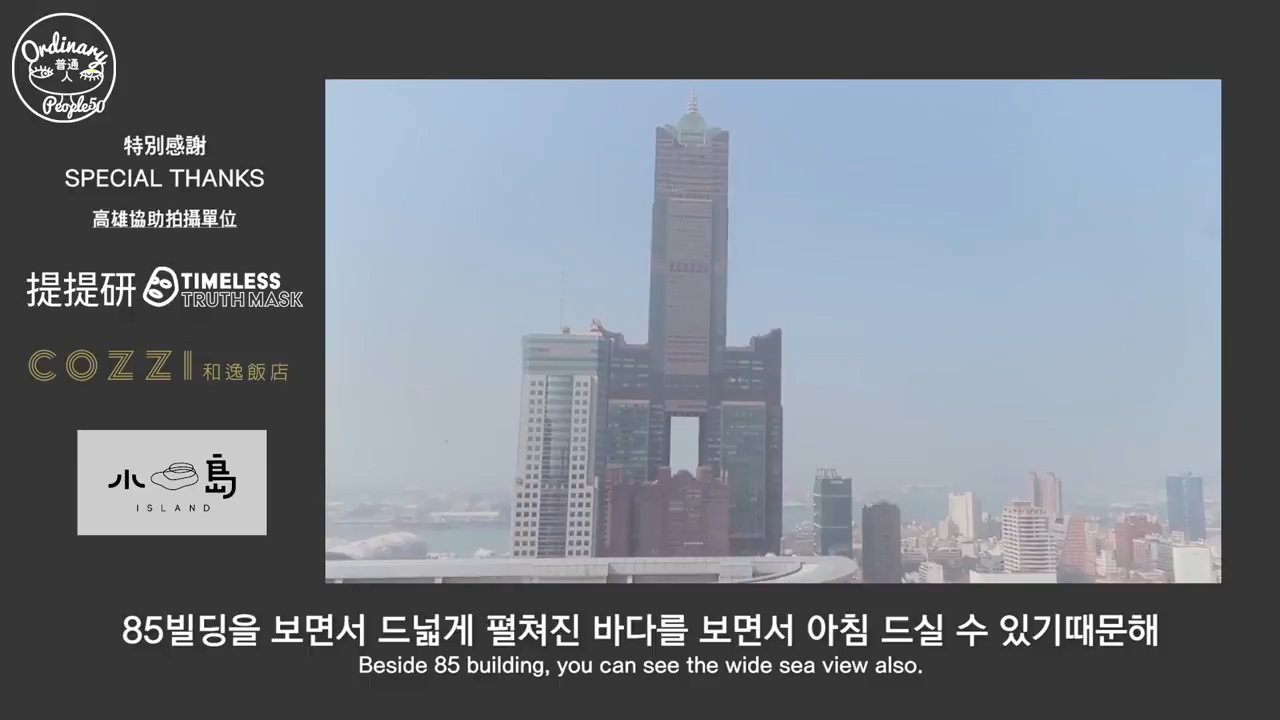 Ordinary
普通
人
People50
特別感謝
SPECIAL THANKS
高雄協助拍攝單位
提提研 TIMELESS
TRUTH MASK
COZZI 和逸飯店
小島
ISLAND
85빌딩을 보면서 드넓게 펼쳐진 바다를 보면서 아침 드실 수 있기때문해
Beside 85 building, you can see the wide sea view also.